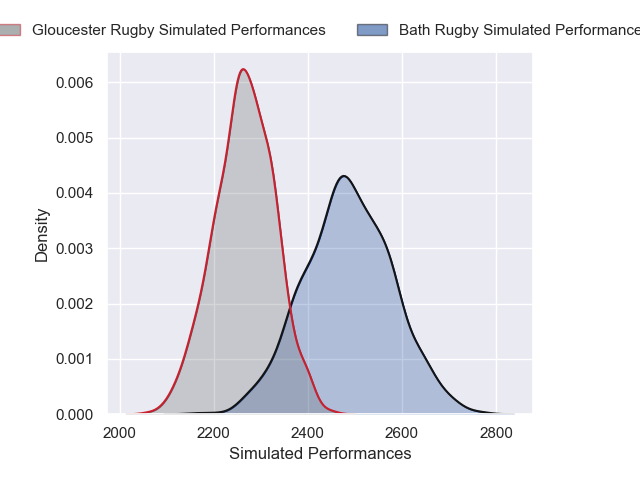 Gloucester Rugby Simulated Performances
Bath Rugby Simulated Performance
0.006
0.005
0.004
0.003
0.002
0.001
0.000
Density
2000 2200 2400 2600 2800
Simulated Performances